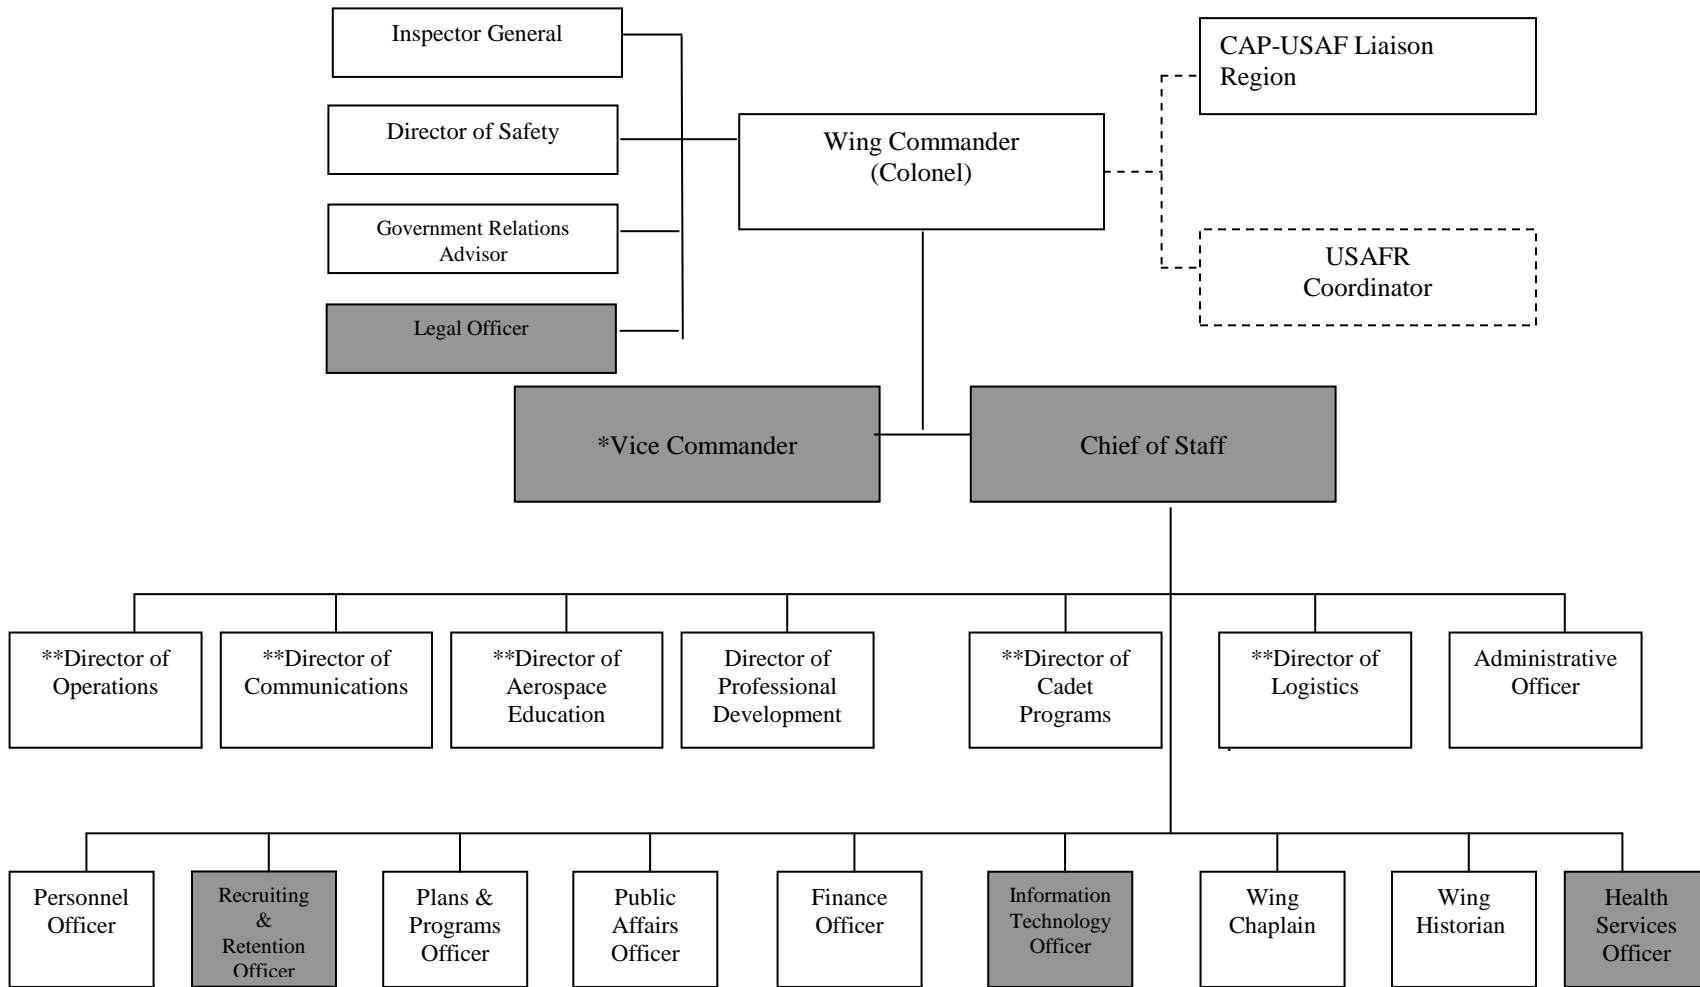 Inspector General
CAP-USAF Liaison
Region
Director of Safety
Wing Commander
(Colonel)
Government Relations
Advisor
USAFR
Coordinator
Legal Officer
*Vice Commander
Chief of Staff
**Director of
Operations
**Director of
Communications
**Director of
Aerospace
Education
Director of
Professional
Development
**Director of
Cadet
Programs
**Director of
Logistics
Administrative
Officer
Personnel
Officer
Recruiting
&
Retention
Officer
Plans &
Programs
Officer
Public
Affairs
Officer
Finance
Officer
Information
Technology
Officer
Wing
Chaplain
Wing
Historian
Health
Services
Officer